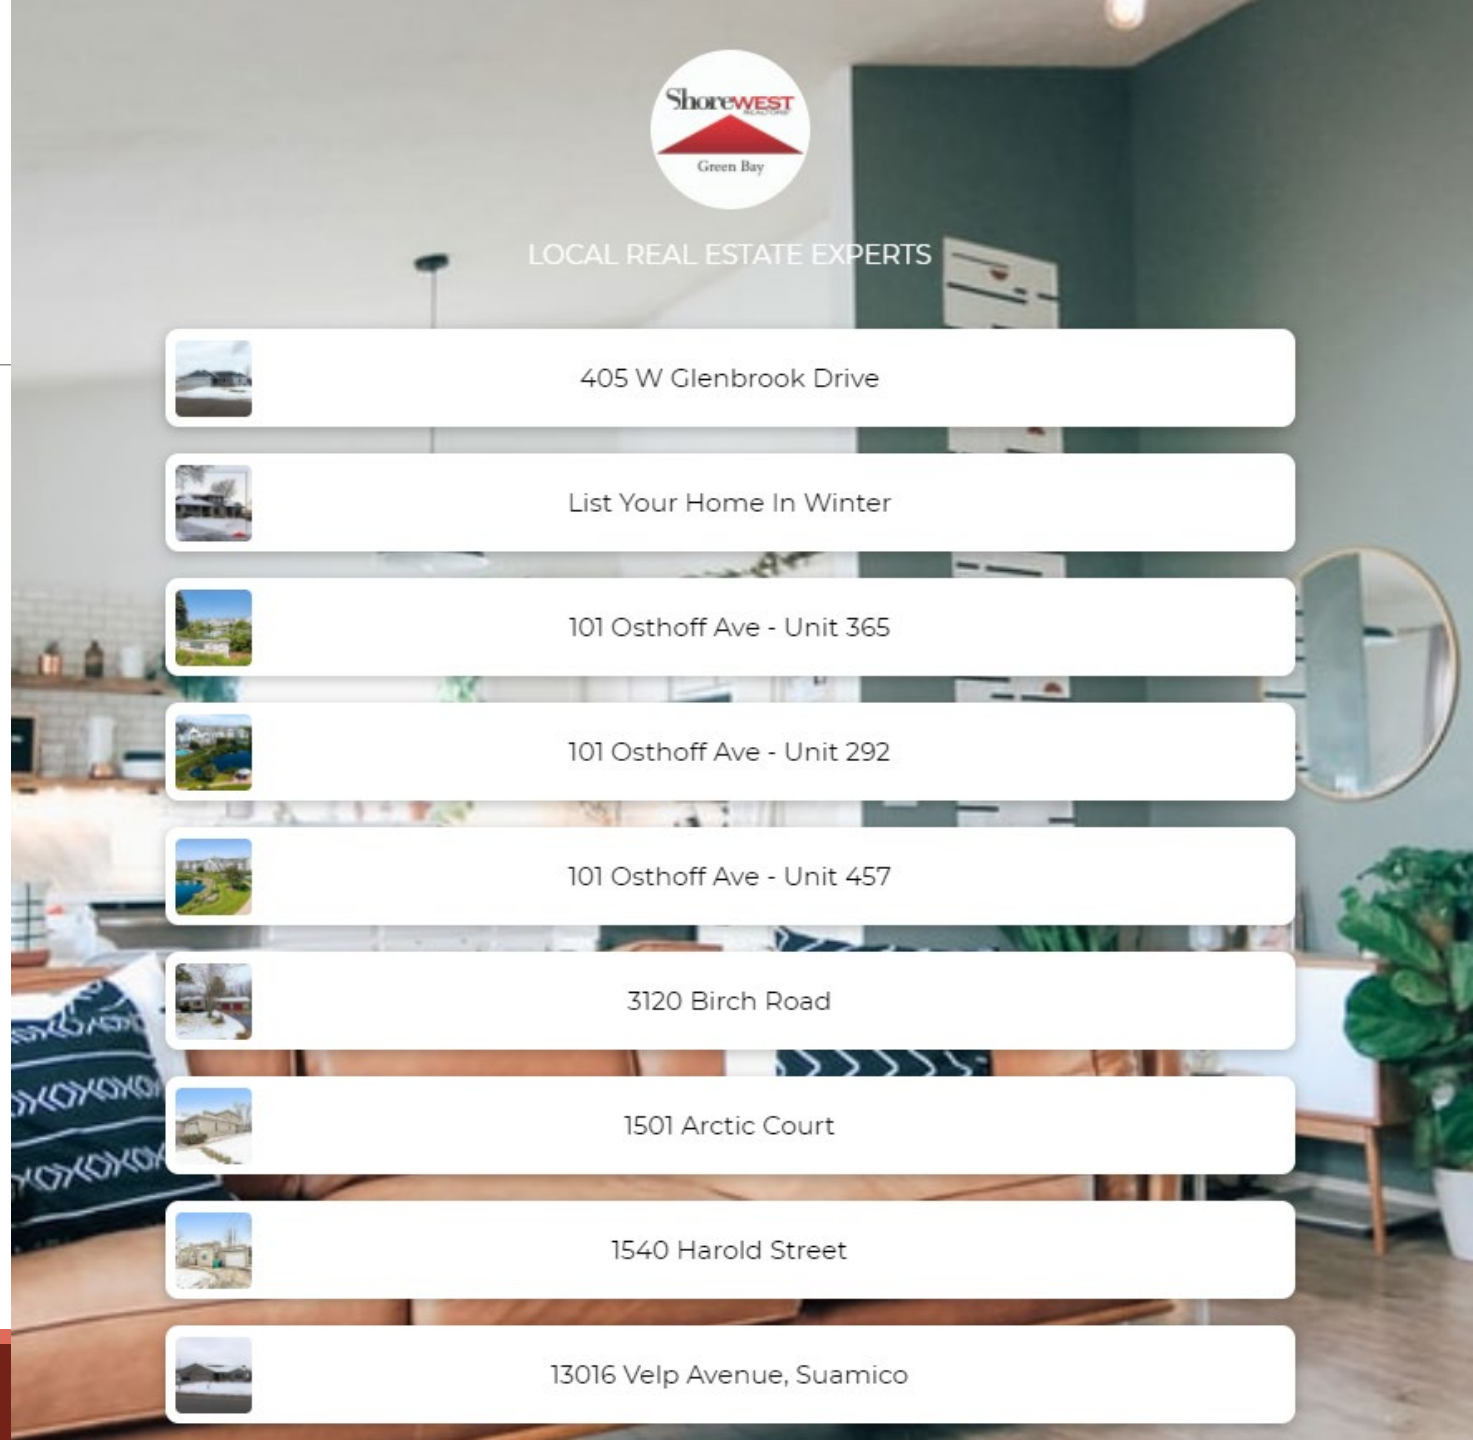 ShoreWEST
REALTORS
Green Bay
LOCAL REAL ESTATE EXPERTS
405 W Glenbrook Drive
List Your Home In Winter
101 Osthoff Ave - Unit 365
101 Osthoff Ave - Unit 292
101 Osthoff Ave - Unit 457
3120 Birch Road
1501 Arctic Court
1540 Harold Street
13016 Velp Avenue, Suamico